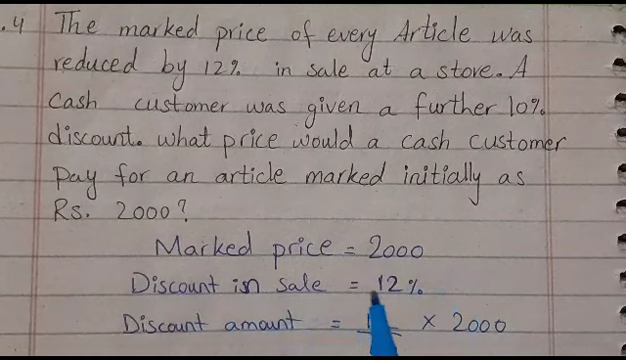 .4 The marked price of every Article was
reduced by 12% in sale at a store. A
cash customer was given a further 10%
discount. what price would a cash customer
pay for an article marked initially as
Rs. 2000?
Marked price = 2000
Discount in sale = 12%
Discount amount = × 2000